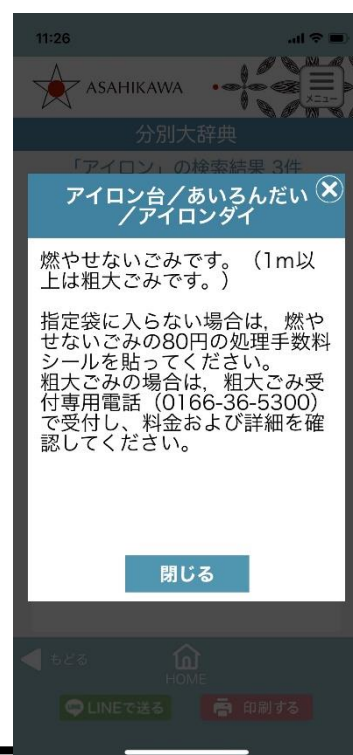 11:26
ASAHIKAWA
メニュー
分別大辞典
「アイロン」の検索結果 3件
アイロン台／あいろんだい
／アイロンダイ
燃やせないごみです。（1m以
上は粗大ごみです。）
指定袋に入らない場合は，燃や
せないごみの80円の処理手数料
シールを貼ってください。
粗大ごみの場合は，粗大ごみ受
付専用電話（0166-36-5300）
で受付し、料金および詳細を確
認してください。
閉じる
もどる
HOME
LINEで送る
印刷する